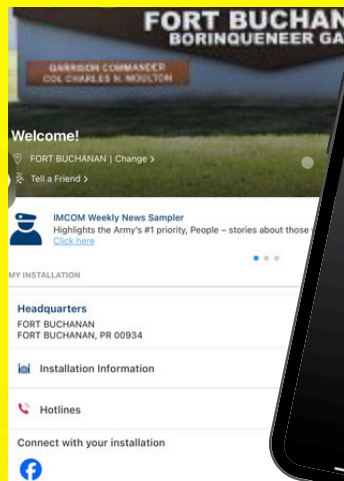 FORT BUCHAN
BORINQUENEER GA
GARRISON COMMANDER
COL CHARLES N. MOULTON
Welcome!
FORT BUCHANAN | Change >
Tell a Friend >
IMCOM Weekly News Sampler
Highlights the Army's #1 priority, People – stories about those
Click here
MY INSTALLATION
Headquarters
FORT BUCHANAN
FORT BUCHANAN, PR 00934
Installation Information
Hotlines
Connect with your installation